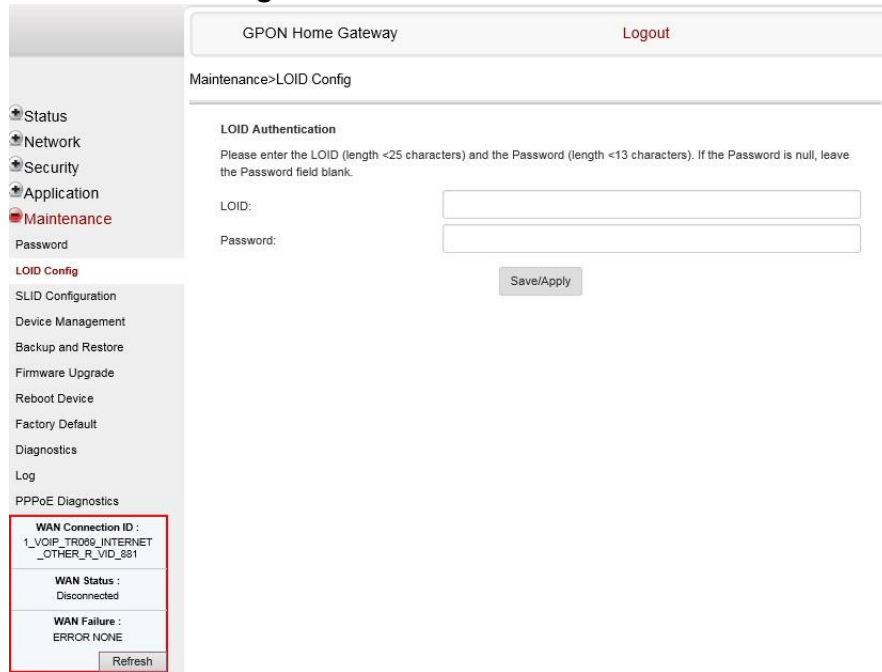 GPON Home Gateway
Logout
Maintenance>LOID Config
Status
Network
Security
Application
Maintenance
Password
LOID Config
SLID Configuration
Device Management
Backup and Restore
Firmware Upgrade
Reboot Device
Factory Default
Diagnostics
Log
PPPoE Diagnostics
WAN Connection ID :
1_VOIP_TR069_INTERNET
_OTHER_R_VID_881
WAN Status :
Disconnected
WAN Failure :
ERROR NONE
Refresh
LOID Authentication
Please enter the LOID (length <25 characters) and the Password (length <13 characters). If the Password is null, leave
the Password field blank.
LOID:
Password:
Save/Apply